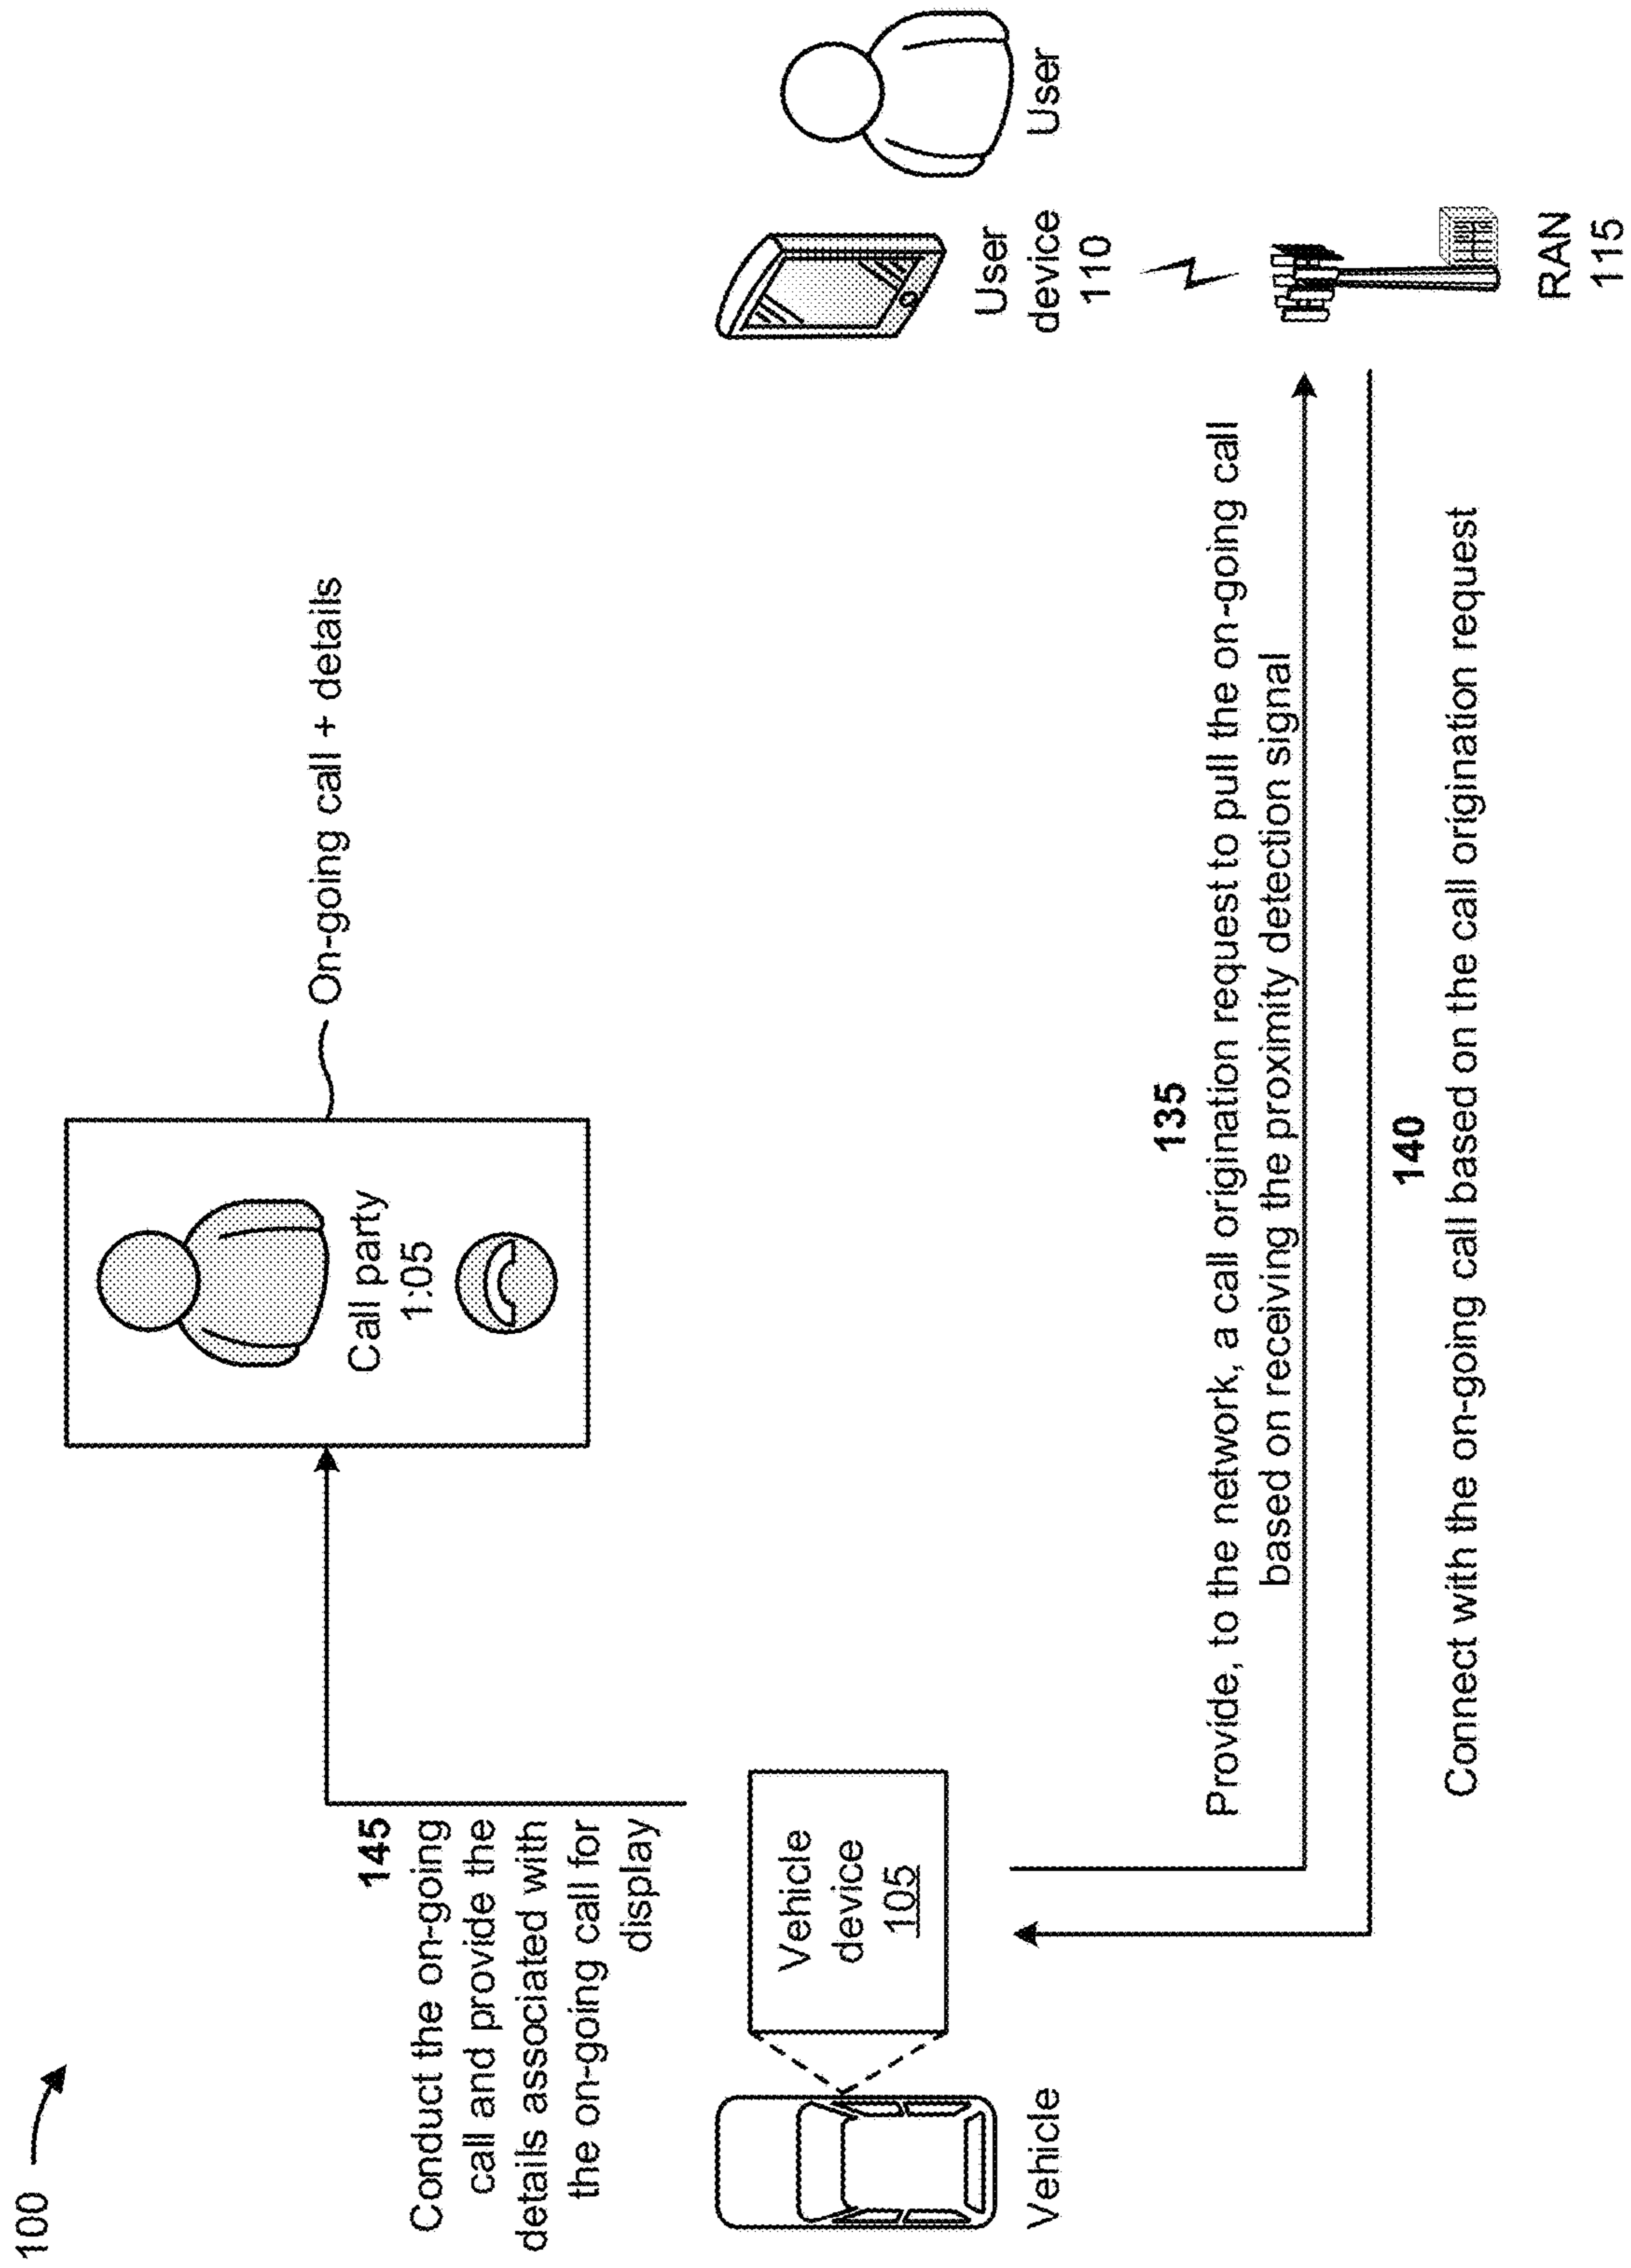 100
145
Conduct the on-going
call and provide the
details associated with
the on-going call for
display
Call party
1:05
On-going call + details
Vehicle
Vehicle
device
105
User
device
110
User
135
Provide, to the network, a call origination request to pull the on-going call
based on receiving the proximity detection signal
140
Connect with the on-going call based on the call origination request
RAN
115